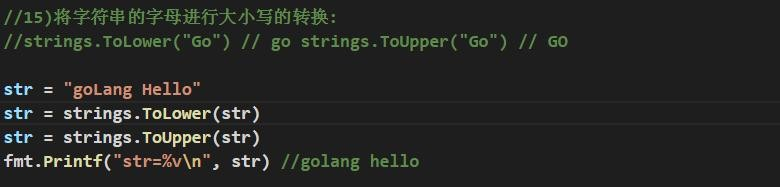 //15)将字符串的字母进行大小写的转换:
//strings.ToLower("Go") // go strings.ToUpper("Go") // GO
str = "goLang Hello"
str = strings.ToLower(str)
str = strings.ToUpper(str)
fmt.Printf("str=%v\n", str) //golang hello